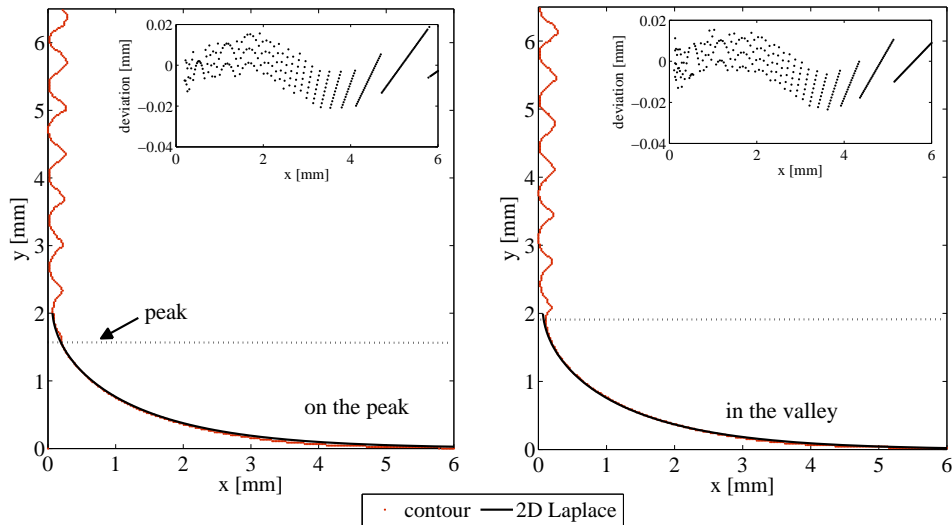 6
5
4
3
2
1
0
y [mm]
0 1 2 3 4 5 6
x [mm]
0.02
0
−0.02
−0.04
deviation [mm]
0 2 4 6
x [mm]
peak
on the peak
6
5
4
3
2
1
0
y [mm]
0 1 2 3 4 5 6
x [mm]
0.02
0
−0.02
−0.04
deviation [mm]
0 2 4 6
x [mm]
in the valley
contour 2D Laplace